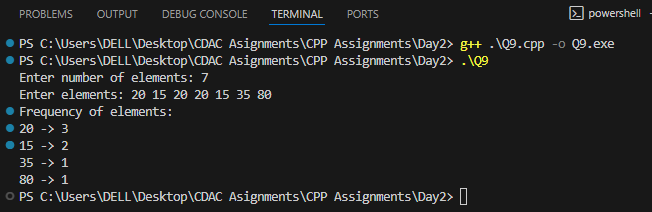 PROBLEMS OUTPUT DEBUG CONSOLE TERMINAL PORTS powershell
PS C:\Users\DELL\Desktop\CDAC Asignments\CPP Assignments\Day2> g++ .\Q9.cpp -o Q9.exe
PS C:\Users\DELL\Desktop\CDAC Asignments\CPP Assignments\Day2> .\Q9
Enter number of elements: 7
Enter elements: 20 15 20 20 15 35 80
Frequency of elements:
20 -> 3
15 -> 2
35 -> 1
80 -> 1
PS C:\Users\DELL\Desktop\CDAC Asignments\CPP Assignments\Day2>